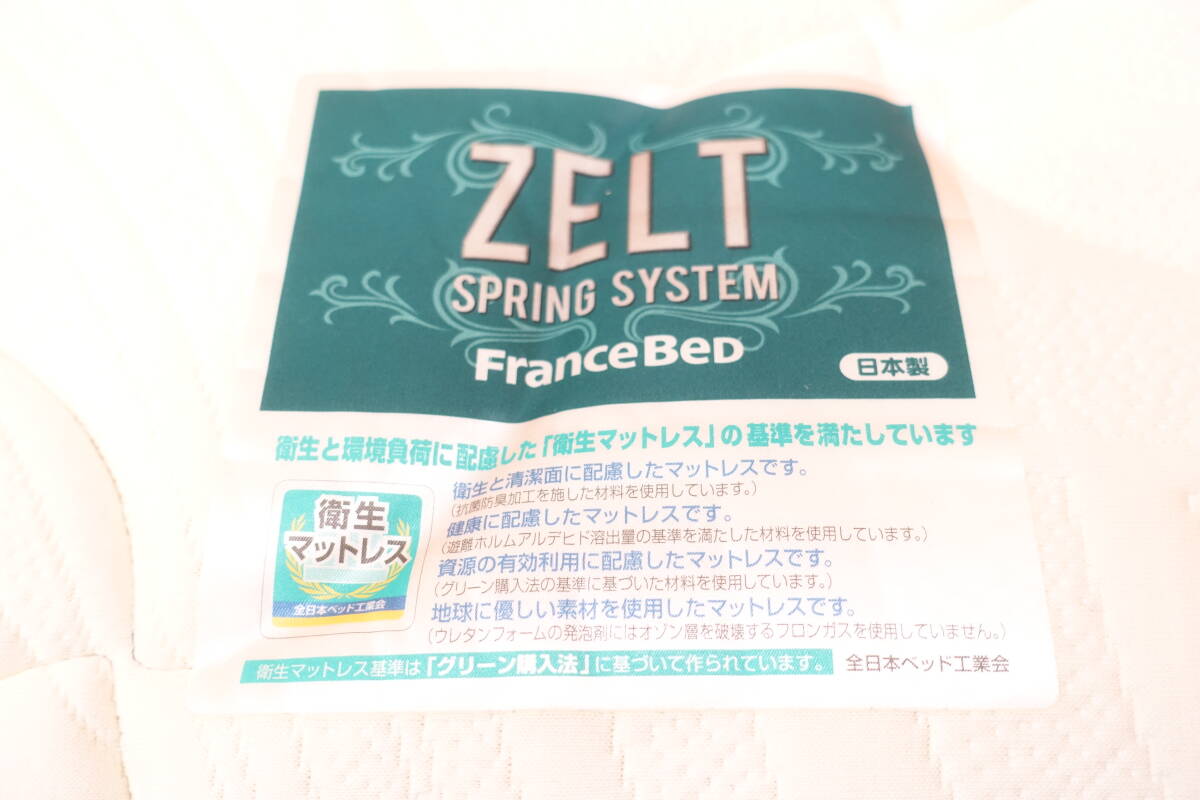 ZELT
SPRING SYSTEM
FranceBeD
日本製
衛生と環境負荷に配慮した「衛生マットレス」の基準を満たしています
衛生と清潔面に配慮したマットレスです。
(抗菌防臭加工を施した材料を使用しています。)
健康に配慮したマットレスです。
(遊離ホルムアルデヒド溶出量の基準を満たした材料を使用しています。)
資源の有効利用に配慮したマットレスです。
(グリーン購入法の基準に基づいた材料を使用しています。)
地球に優しい素材を使用したマットレスです。
(ウレタンフォームの発泡剤にはオゾン層を破壊するフロンガスを使用していません。)
衛生
マットレス
全日本ベッド工業会
衛生マットレス基準は「グリーン購入法」に基づいて作られています。
全日本ベッド工業会